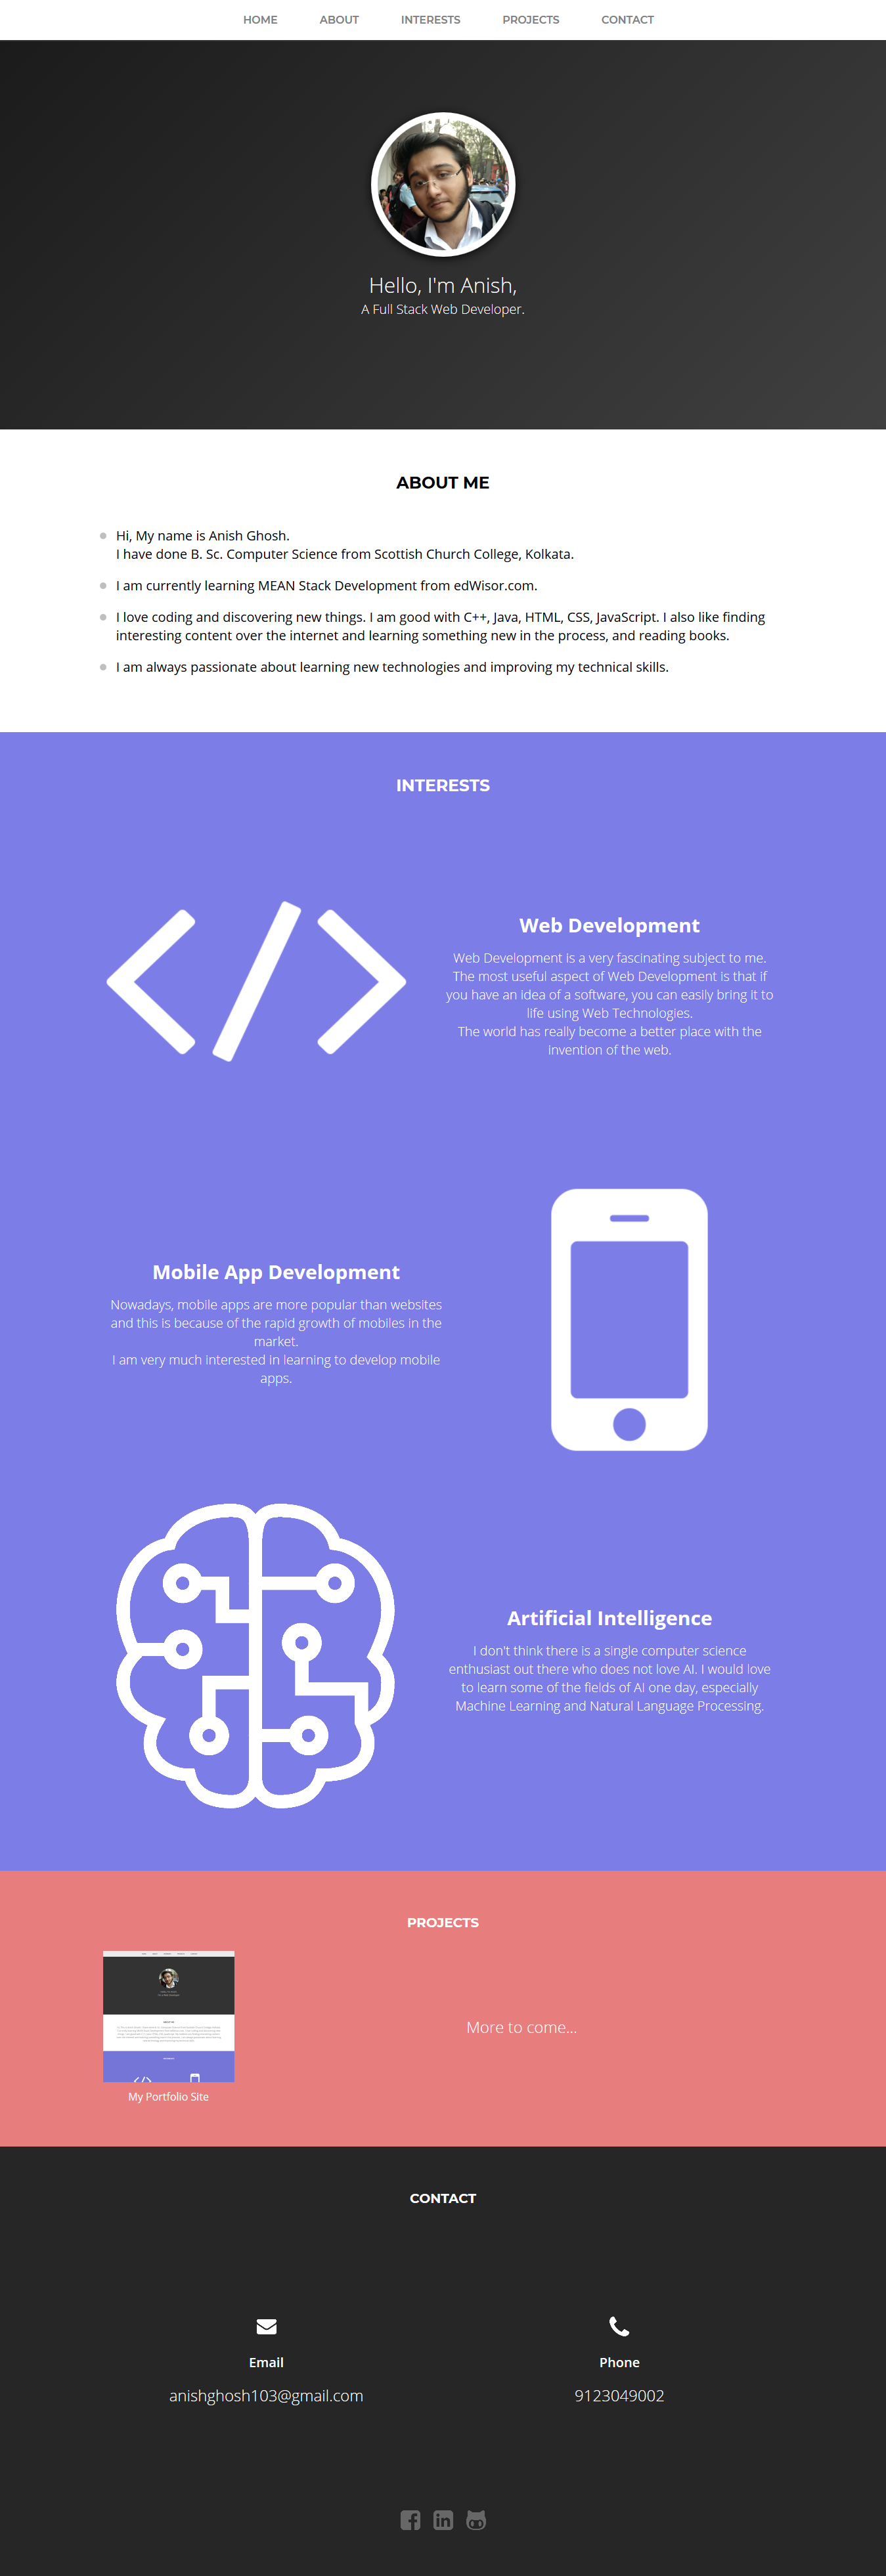 HOME ABOUT INTERESTS PROJECTS CONTACT
Hello, I'm Anish,
A Full Stack Web Developer.
ABOUT ME
Hi, My name is Anish Ghosh.
I have done B. Sc. Computer Science from Scottish Church College, Kolkata.
I am currently learning MEAN Stack Development from edWisor.com.
I love coding and discovering new things. I am good with C++, Java, HTML, CSS, JavaScript. I also like finding
interesting content over the internet and learning something new in the process, and reading books.
I am always passionate about learning new technologies and improving my technical skills.
INTERESTS
Web Development
Web Development is a very fascinating subject to me.
The most useful aspect of Web Development is that if
you have an idea of a software, you can easily bring it to
life using Web Technologies.
The world has really become a better place with the
invention of the web.
Mobile App Development
Nowadays, mobile apps are more popular than websites
and this is because of the rapid growth of mobiles in the
market.
I am very much interested in learning to develop mobile
apps.
Artificial Intelligence
I don't think there is a single computer science
enthusiast out there who does not love AI. I would love
to learn some of the fields of AI one day, especially
Machine Learning and Natural Language Processing.
PROJECTS
More to come...
My Portfolio Site
CONTACT
Email
anishghosh103@gmail.com
Phone
9123049002